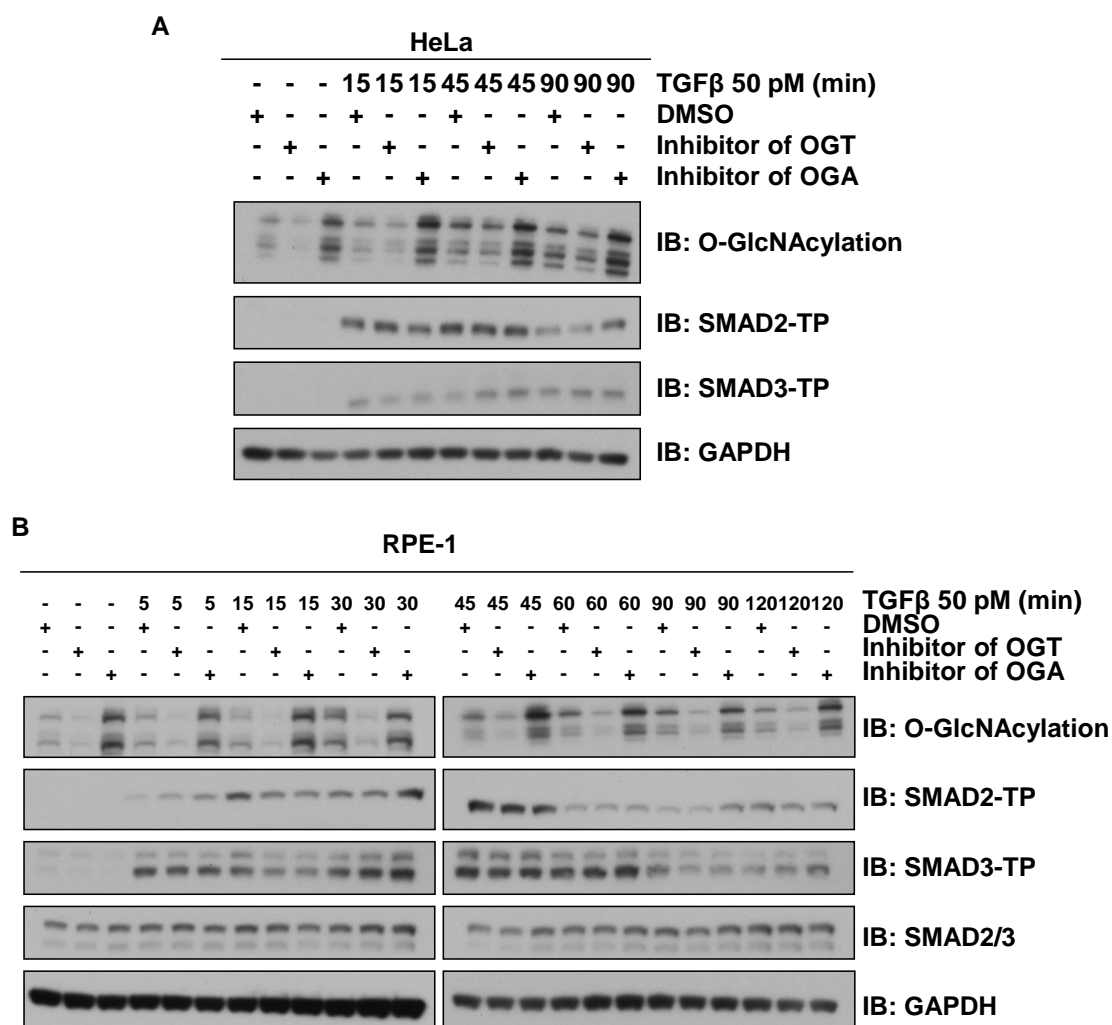 A
HeLa
- - - 15 15 15 45 45 45 90 90 90 TGFβ 50 pM (min)
+ - - + - - + - - + - - DMSO
- + - - + - - + - - + - Inhibitor of OGT
- - + - - + - - + - - + Inhibitor of OGA
IB: O-GlcNAcylation
IB: SMAD2-TP
IB: SMAD3-TP
IB: GAPDH
B
RPE-1
- - - 5 5 5 15 15 15 30 30 30 45 45 45 60 60 60 90 90 90 120 120 120 TGFβ 50 pM (min)
+ - - + - - + - - + - - + - - + - - + - - + - - DMSO
- + - - + - - + - - + - - + - - + - - + - - + - Inhibitor of OGT
- - + - - + - - + - - + - - + - - + - - + - - + Inhibitor of OGA
IB: O-GlcNAcylation
IB: SMAD2-TP
IB: SMAD3-TP
IB: SMAD2/3
IB: GAPDH